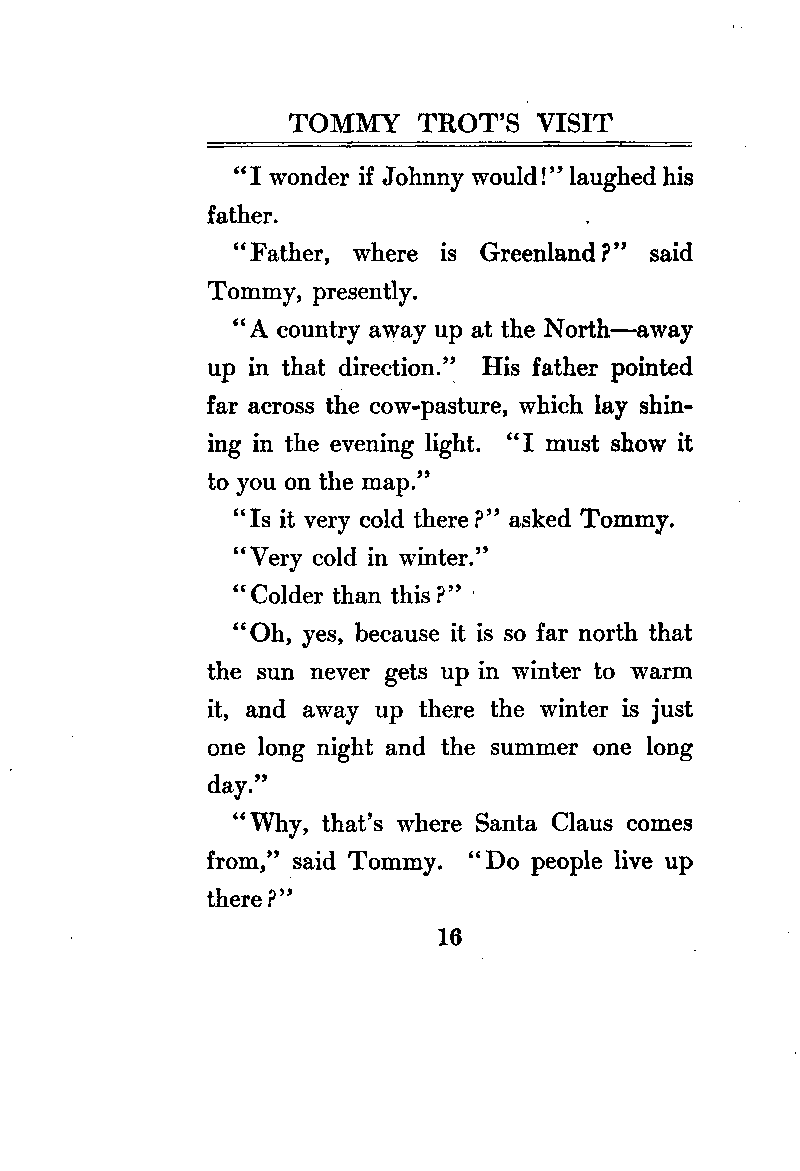 TOMMY TROT'S VISIT
“I wonder if Johnny would!” laughed his
father.
“Father, where is Greenland?” said
Tommy, presently.
“A country away up at the North—away
up in that direction.” His father pointed
far across the cow-pasture, which lay shin-
ing in the evening light. “I must show it
to you on the map.”
“Is it very cold there?” asked Tommy.
“Very cold in winter.”
“Colder than this?”
“Oh, yes, because it is so far north that
the sun never gets up in winter to warm
it, and away up there the winter is just
one long night and the summer one long
day.”
“Why, that's where Santa Claus comes
from,” said Tommy. “Do people live up
there?”
16